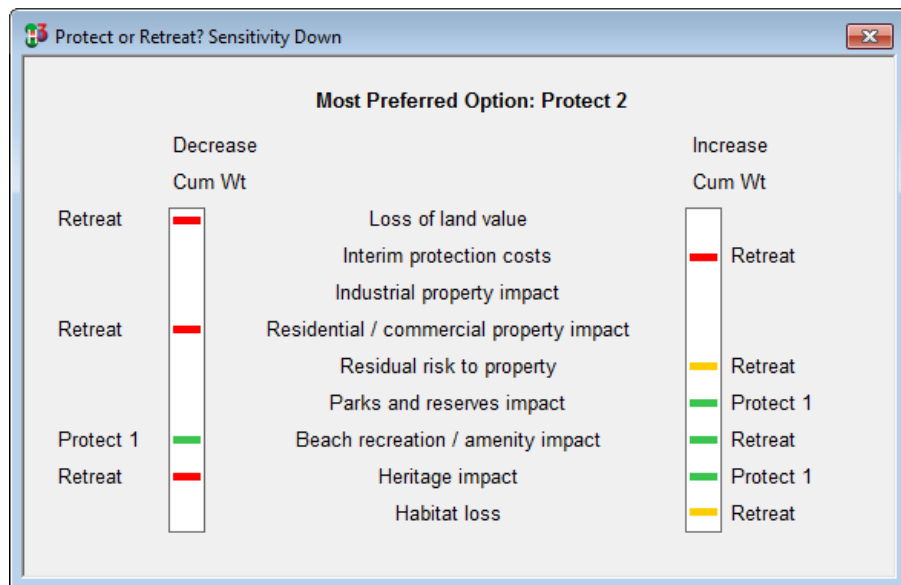 Protect or Retreat? Sensitivity Down
Most Preferred Option: Protect 2
Decrease Increase
Cum Wt Cum Wt
Retreat Loss of land value
Interim protection costs Retreat
Industrial property impact
Retreat Residential / commercial property impact
Residual risk to property Retreat
Parks and reserves impact Protect 1
Protect 1 Beach recreation / amenity impact Retreat
Retreat Heritage impact Protect 1
Habitat loss Retreat